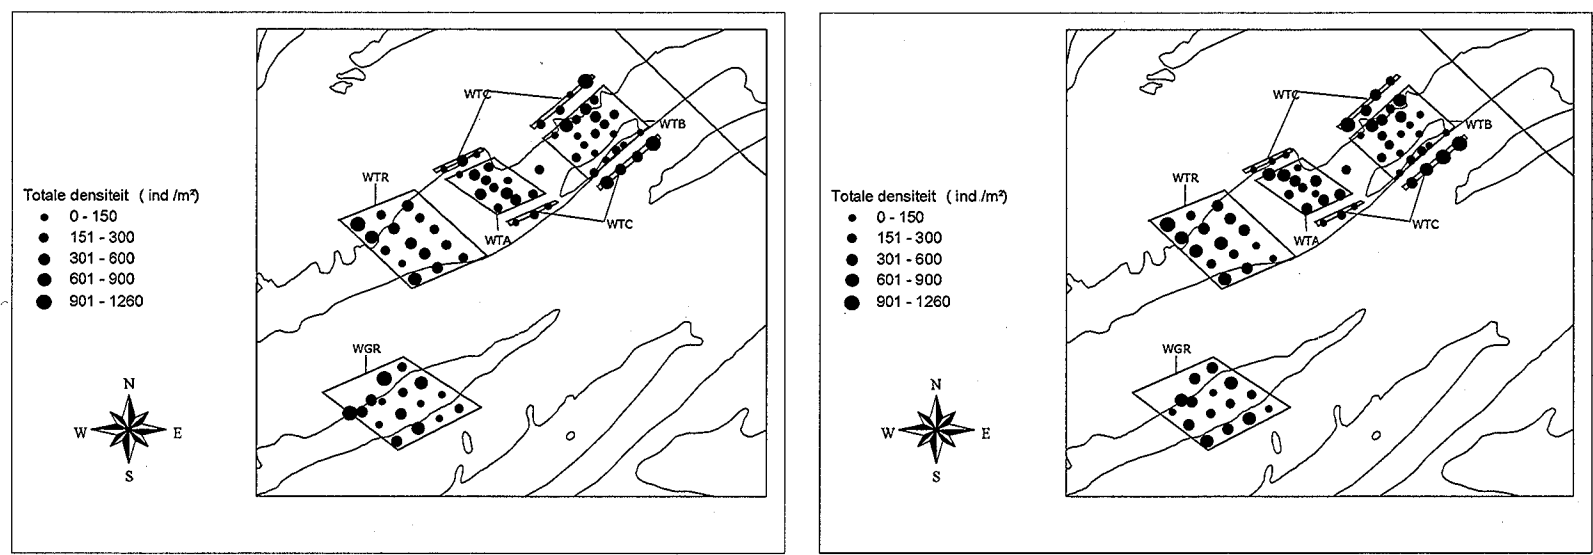 WTC
WTB
WTR
WTA
WTC
WGR
Totale densiteit ( ind /m²)
0 - 150
151 - 300
301 - 600
601 - 900
901 - 1260
N
W E
S
WTC
WTB
WTR
WTA
WTC
WGR
Totale densiteit ( ind /m²)
0 - 150
151 - 300
301 - 600
601 - 900
901 - 1260
N
W E
S